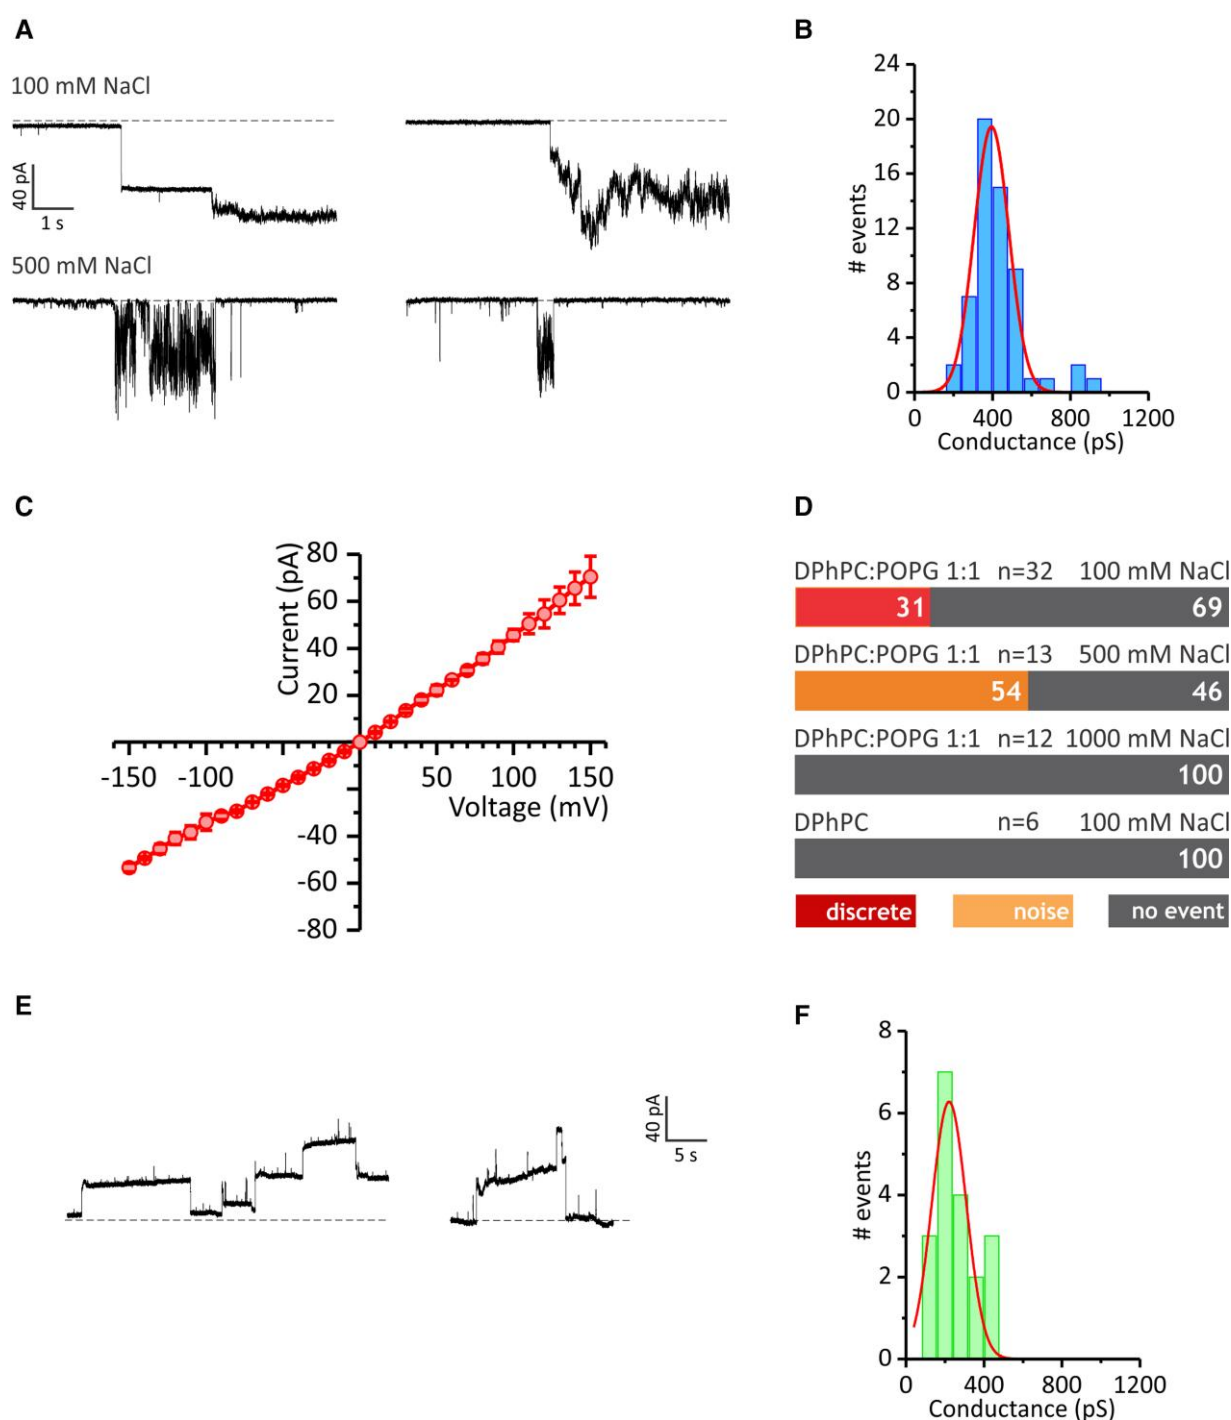 A
100 mM NaCl
40 pA
1 s
500 mM NaCl
B
24
20
16
12
8
4
0
# events
0 400 800 1200
Conductance (pS)
C
Current (pA)
80
60
40
20
-150 -100 50 100 150
Voltage (mV)
-40
-60
-80
D
DPhPC:POPG 1:1 n=32 100 mM NaCl
31 69
DPhPC:POPG 1:1 n=13 500 mM NaCl
54 46
DPhPC:POPG 1:1 n=12 1000 mM NaCl
100
DPhPC n=6 100 mM NaCl
100
discrete noise no event
E
40 pA
5 s
F
8
6
4
2
0
# events
0 400 800 1200
Conductance (pS)